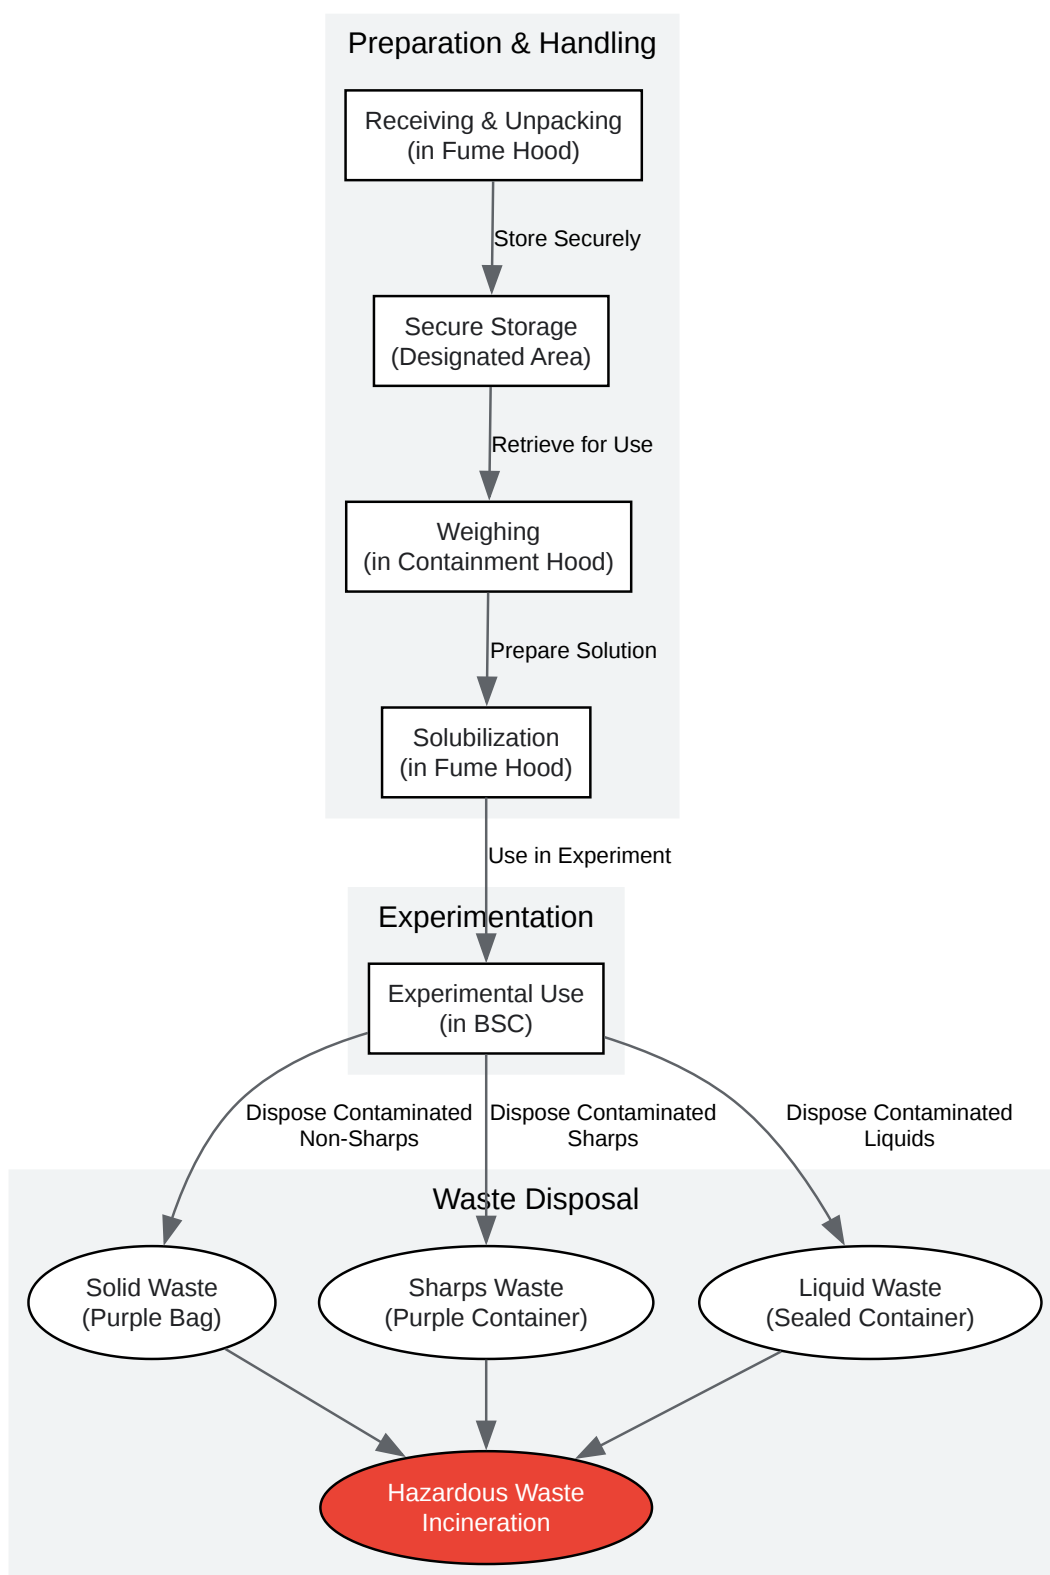 Preparation & Handling
Receiving & Unpacking
(in Fume Hood)
Store Securely
Secure Storage
(Designated Area)
Retrieve for Use
Weighing
(in Containment Hood)
Prepare Solution
Solubilization
(in Fume Hood)
Use in Experiment
Experimentation
Experimental Use
(in BSC)
Dispose Contaminated
Non-Sharps
Dispose Contaminated
Sharps
Dispose Contaminated
Liquids
Waste Disposal
Solid Waste
(Purple Bag)
Sharps Waste
(Purple Container)
Liquid Waste
(Sealed Container)
Hazardous Waste
Incineration